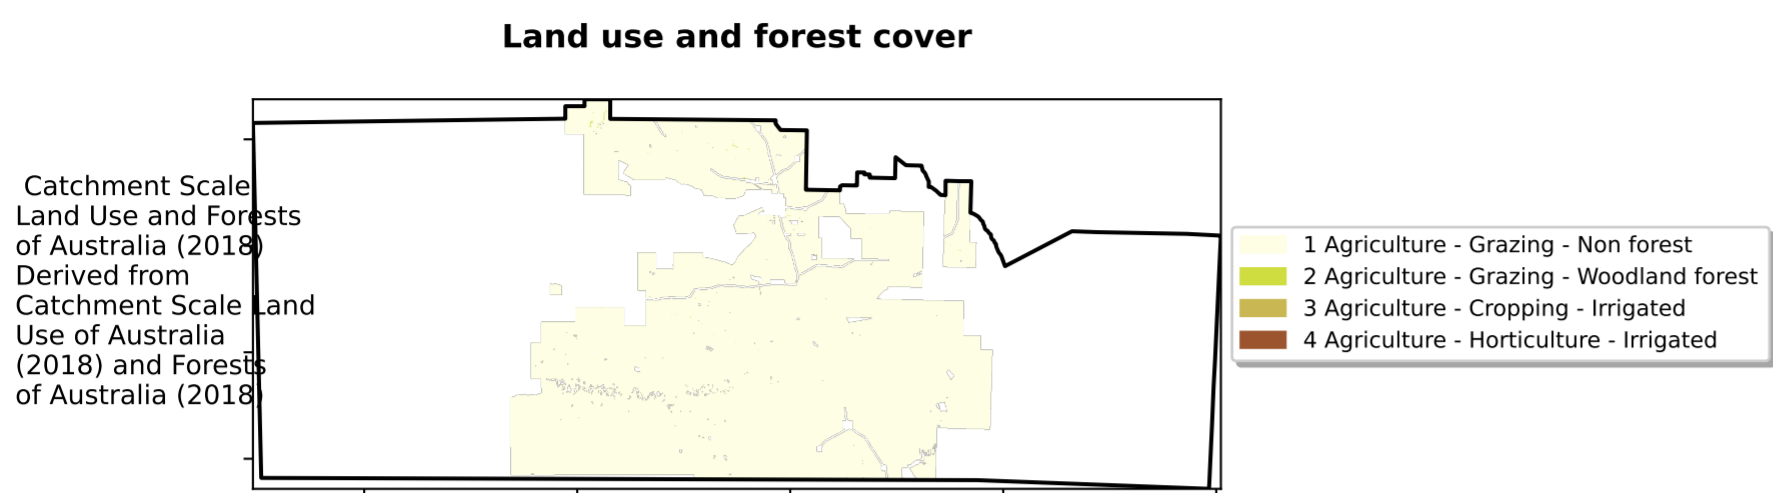 Land use and forest cover
Catchment Scale
Land Use and Forests
of Australia (2018)
Derived from
Catchment Scale Land
Use of Australia
(2018) and Forests
of Australia (2018)
1 Agriculture - Grazing - Non forest
2 Agriculture - Grazing - Woodland forest
3 Agriculture - Cropping - Irrigated
4 Agriculture - Horticulture - Irrigated